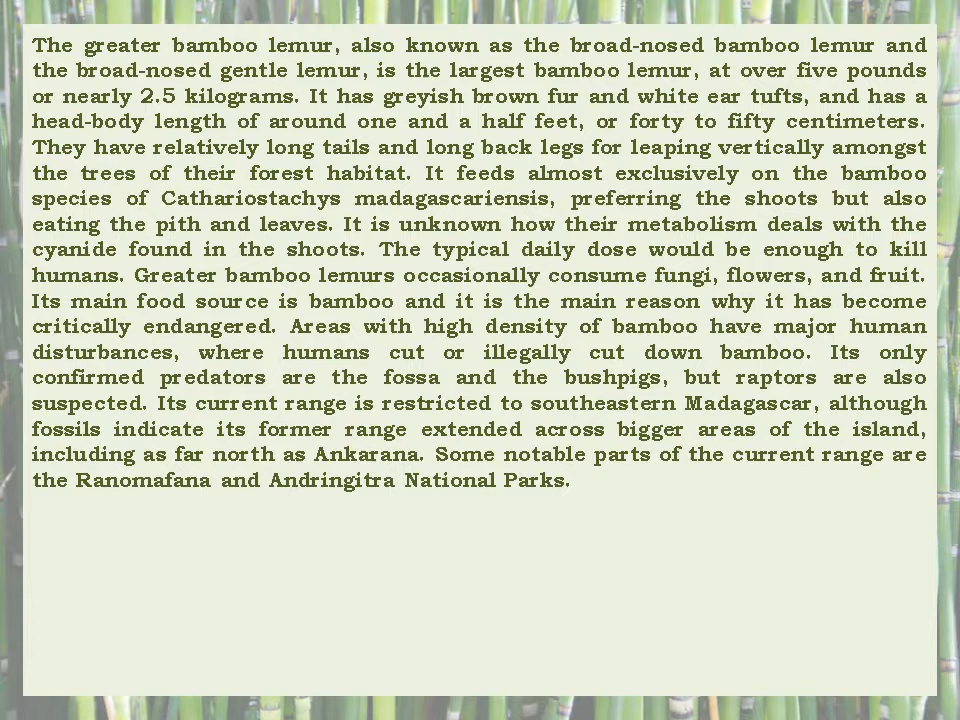 The greater bamboo lemur, also known as the broad-nosed bamboo lemur and
the broad-nosed gentle lemur, is the largest bamboo lemur, at over five pounds
or nearly 2.5 kilograms. It has greyish brown fur and white ear tufts, and has a
head-body length of around one and a half feet, or forty to fifty centimeters.
They have relatively long tails and long back legs for leaping vertically amongst
the trees of their forest habitat. It feeds almost exclusively on the bamboo
species of Cathariostachys madagascariensis, preferring the shoots but also
eating the pith and leaves. It is unknown how their metabolism deals with the
cyanide found in the shoots. The typical daily dose would be enough to kill
humans. Greater bamboo lemurs occasionally consume fungi, flowers, and fruit.
Its main food source is bamboo and it is the main reason why it has become
critically endangered. Areas with high density of bamboo have major human
disturbances, where humans cut or illegally cut down bamboo. Its only
confirmed predators are the fossa and the bushpigs, but raptors are also
suspected. Its current range is restricted to southeastern Madagascar, although
fossils indicate its former range extended across bigger areas of the island,
including as far north as Ankarana. Some notable parts of the current range are
the Ranomafana and Andringitra National Parks.